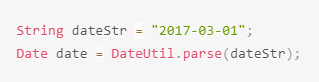 String dateStr = "2017-03-01";
Date date = DateUtil.parse(dateStr);